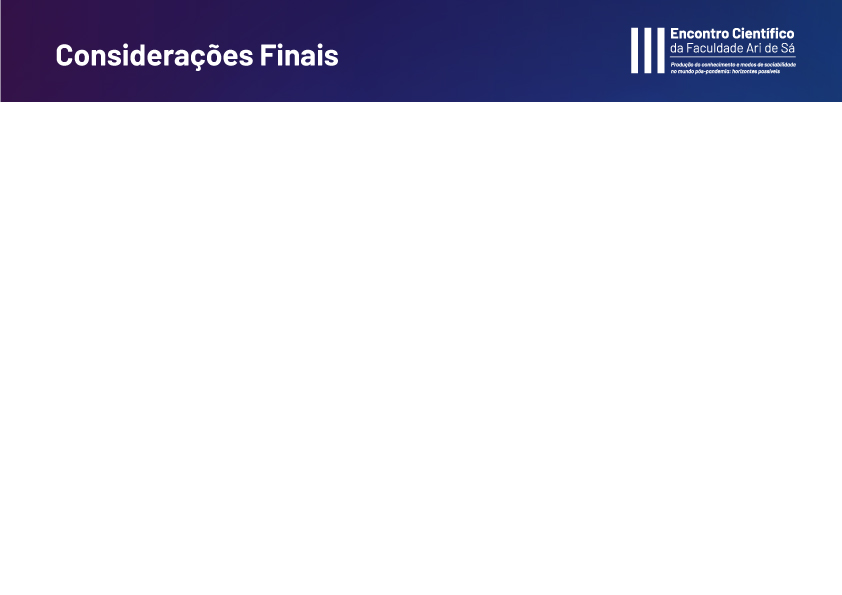 Considerações Finais
III
Encontro Científico
da Faculdade Ari de Sá
Produção do conhecimento e modos de sociabilidade
no mundo pós-pandemia: horizontes possíveis